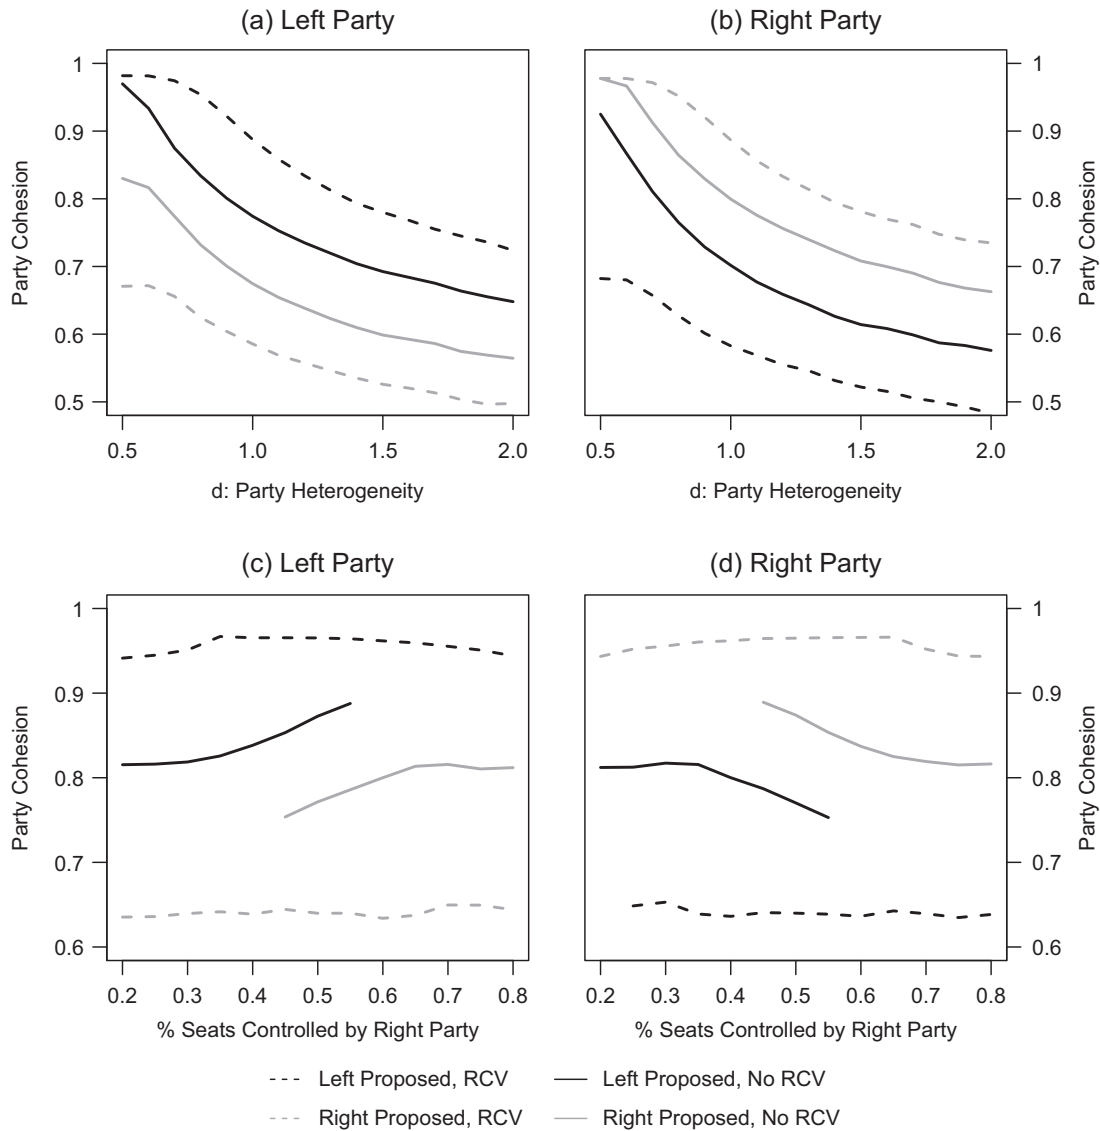 (a) Left Party
(b) Right Party
1
0.9
0.8
0.7
0.6
0.5
Party Cohesion
0.5 1.0 1.5 2.0
d: Party Heterogeneity
1
0.9
0.8
0.7
0.6
0.5
Party Cohesion
0.5 1.0 1.5 2.0
d: Party Heterogeneity
(c) Left Party
(d) Right Party
1
0.9
0.8
0.7
0.6
Party Cohesion
0.2 0.3 0.4 0.5 0.6 0.7 0.8
% Seats Controlled by Right Party
1
0.9
0.8
0.7
0.6
Party Cohesion
0.2 0.3 0.4 0.5 0.6 0.7 0.8
% Seats Controlled by Right Party
Left Proposed, RCV
Left Proposed, No RCV
Right Proposed, RCV
Right Proposed, No RCV